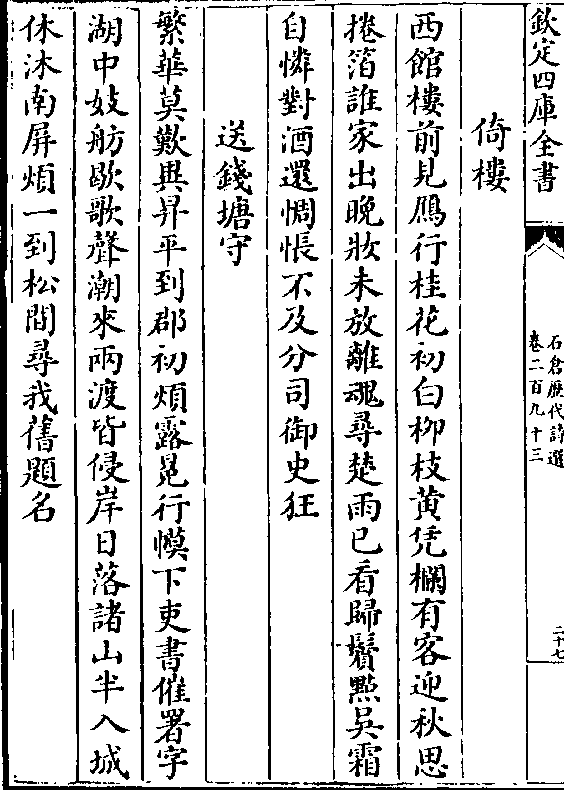 欽定四庫全書
石倉歷代詩選
卷二百九十三
二十七
倚樓
西館樓前見鴈行桂花初白柳枝黄凭欄有客迎秋思
捲箔誰家出晚妝未放離魂尋楚雨已看歸鬢點吳霜
自憐對酒還惆悵不及分司御史狂
送錢塘守
繁華莫歎異昇平到郡初煩露冕行幙下吏書催署字
湖中妓舫歇歌聲潮來兩渡皆侵岸日落諸山半入城
休沐南屏煩一到松間尋我舊題名